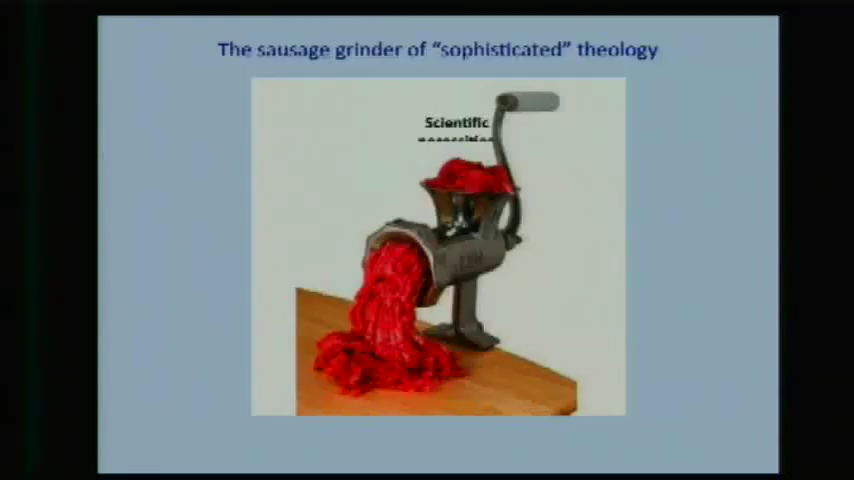 The sausage grinder of “sophisticated” theology
Scientific